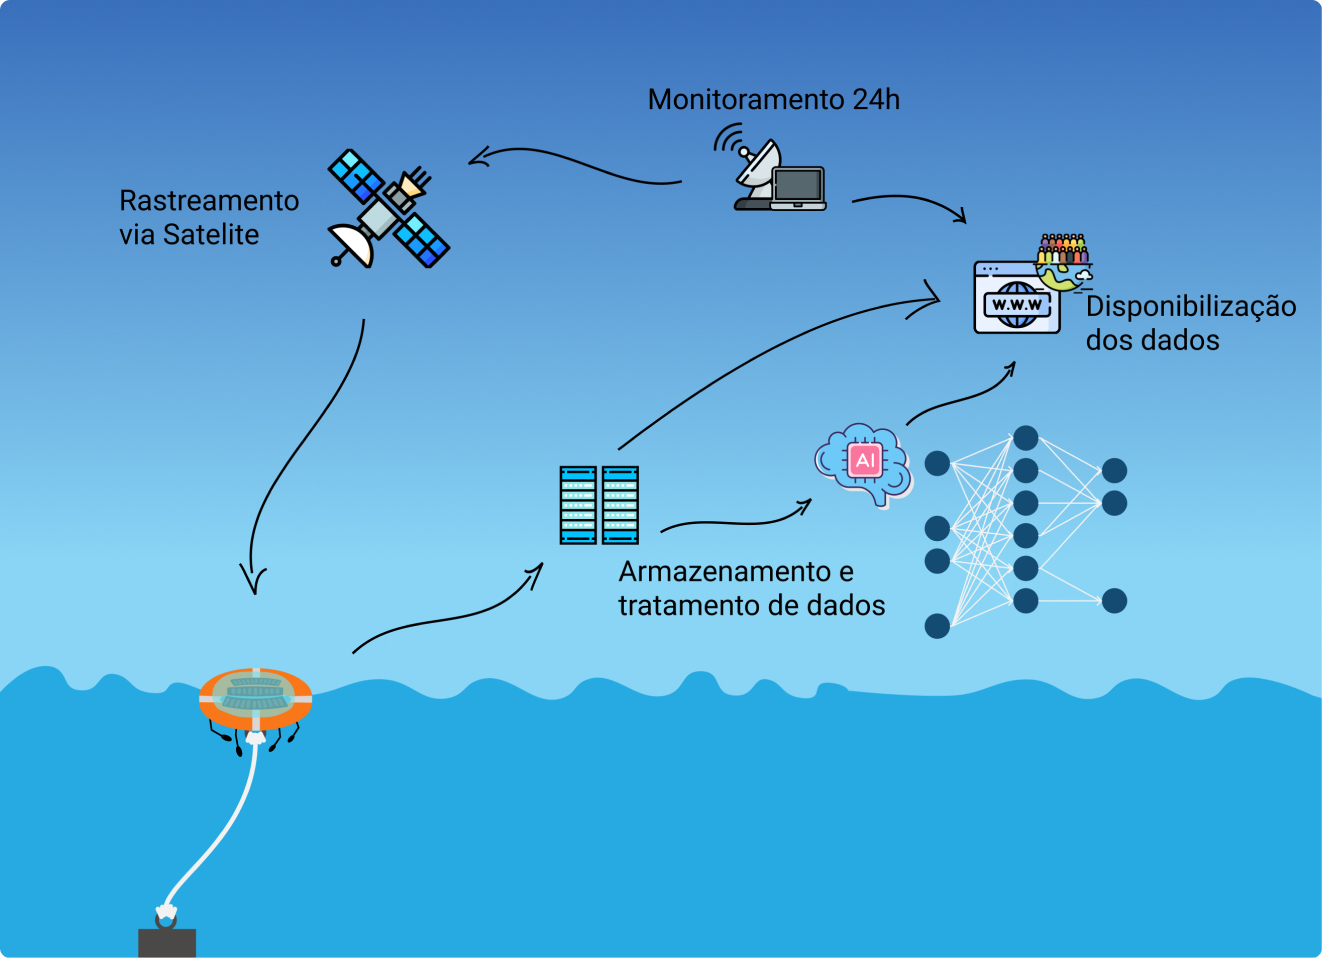 Monitoramento 24h
Rastreamento
via Satelite
W.W.W
Disponibilização
dos dados
AI
Armazenamento e
tratamento de dados